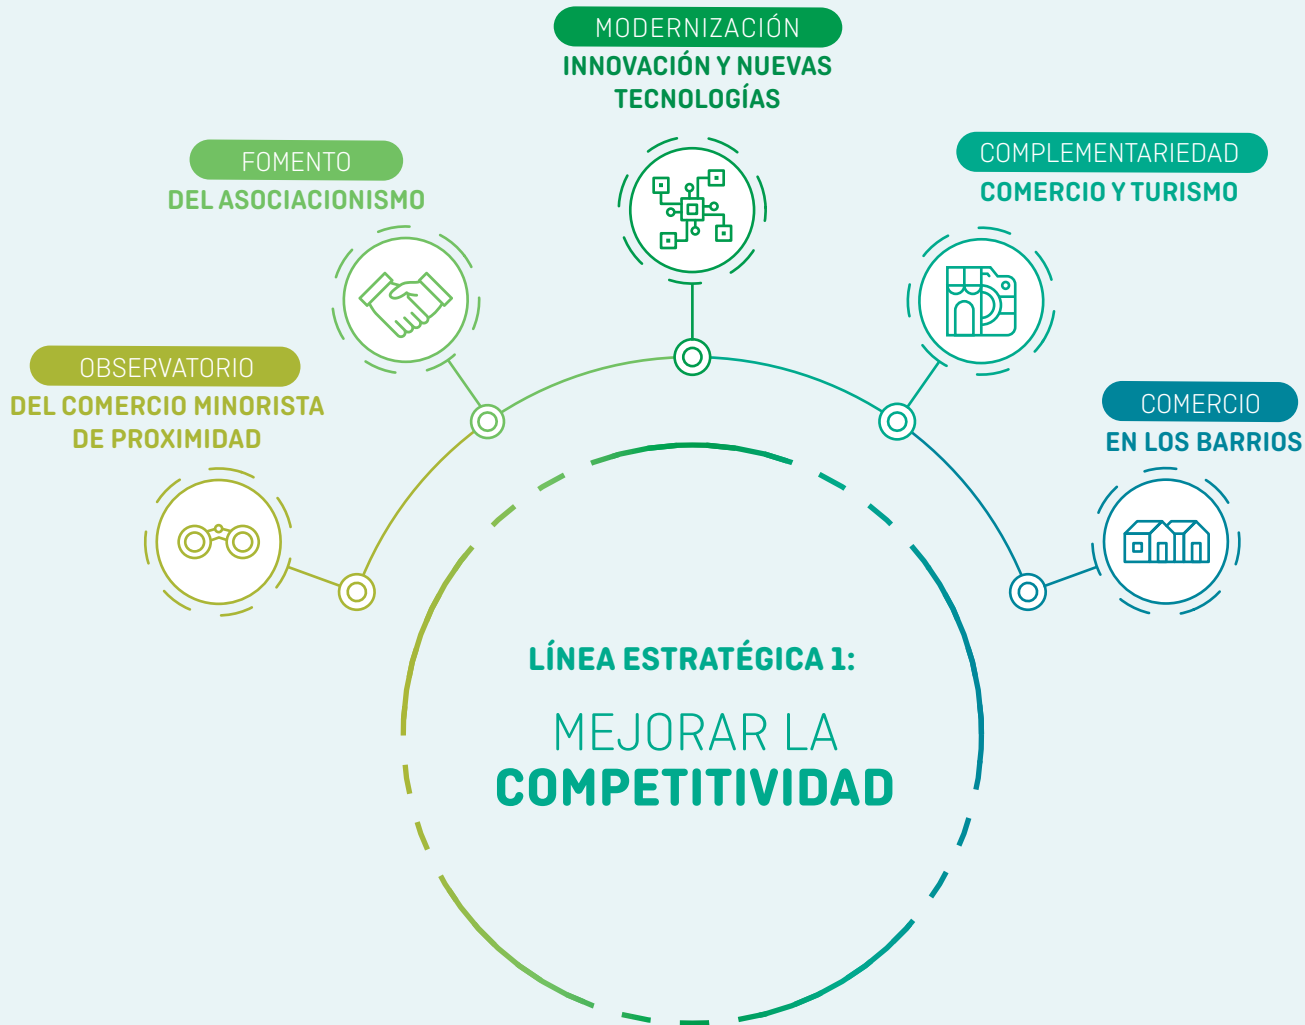 MODERNIZACIÓN
INNOVACIÓN Y NUEVAS
TECNOLOGÍAS
FOMENTO
DEL ASOCIACIONISMO
COMPLEMENTARIEDAD
COMERCIO Y TURISMO
OBSERVATORIO
DEL COMERCIO MINORISTA
DE PROXIMIDAD
COMERCIO
EN LOS BARRIOS
LÍNEA ESTRATÉGICA 1:
MEJORAR LA
COMPETITIVIDAD